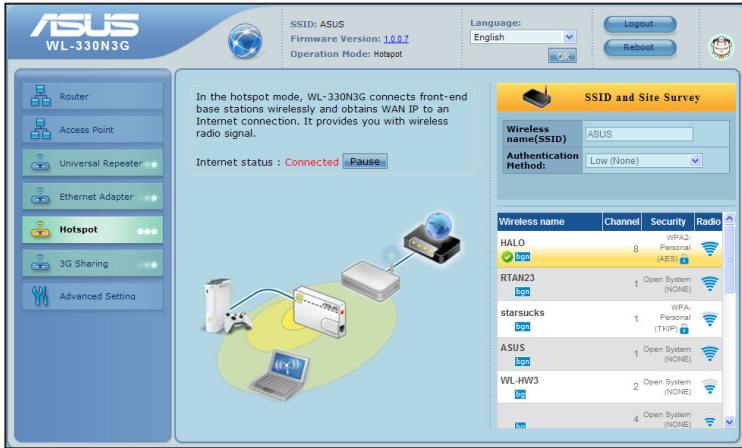 ASUS
WL-330N3G
SSID: ASUS
Firmware Version: 1.0.0.7
Operation Mode: Hotspot
Language:
English
Ok
Logout
Reboot
Router
Access Point
Universal Repeater
Ethernet Adapter
Hotspot
3G Sharing
Advanced Setting
In the hotspot mode, WL-330N3G connects front-end
base stations wirelessly and obtains WAN IP to an
Internet connection. It provides you with wireless
radio signal.
Internet status : Connected Pause
SSID and Site Survey
Wireless name(SSID) ASUS
Authentication Method: Low (None)
Wireless name Channel Security Radio
HALO bgn 8 WPA2-Personal (AES)
RTAN23 bgn 1 Open System (NONE)
starsucks bgn 1 WPA-Personal (TKIP)
ASUS bgn 1 Open System (NONE)
WL-HW3 bg 2 Open System (NONE)
4 Open System (NONE)